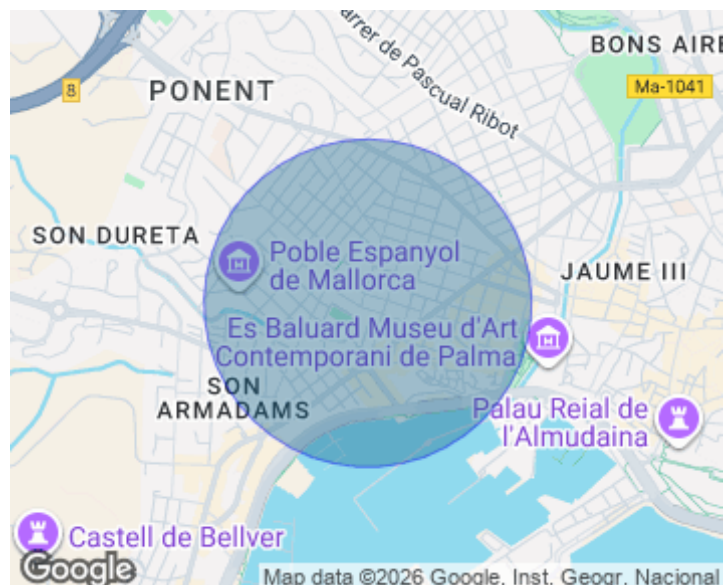 BONS AIRE
arrer de Pascual Ribot
Ma-1041
8
PONENT
SON DURETA
Poble Espanyol
de Mallorca
JAUME III
Es Baluard Museu d'Art
Contemporani de Palma
SON
ARMADAMS
Palau Reial de
l'Almudaina
Castell de Bellver
Google
Map data ©2026 Google, Inst. Geogr. Nacional